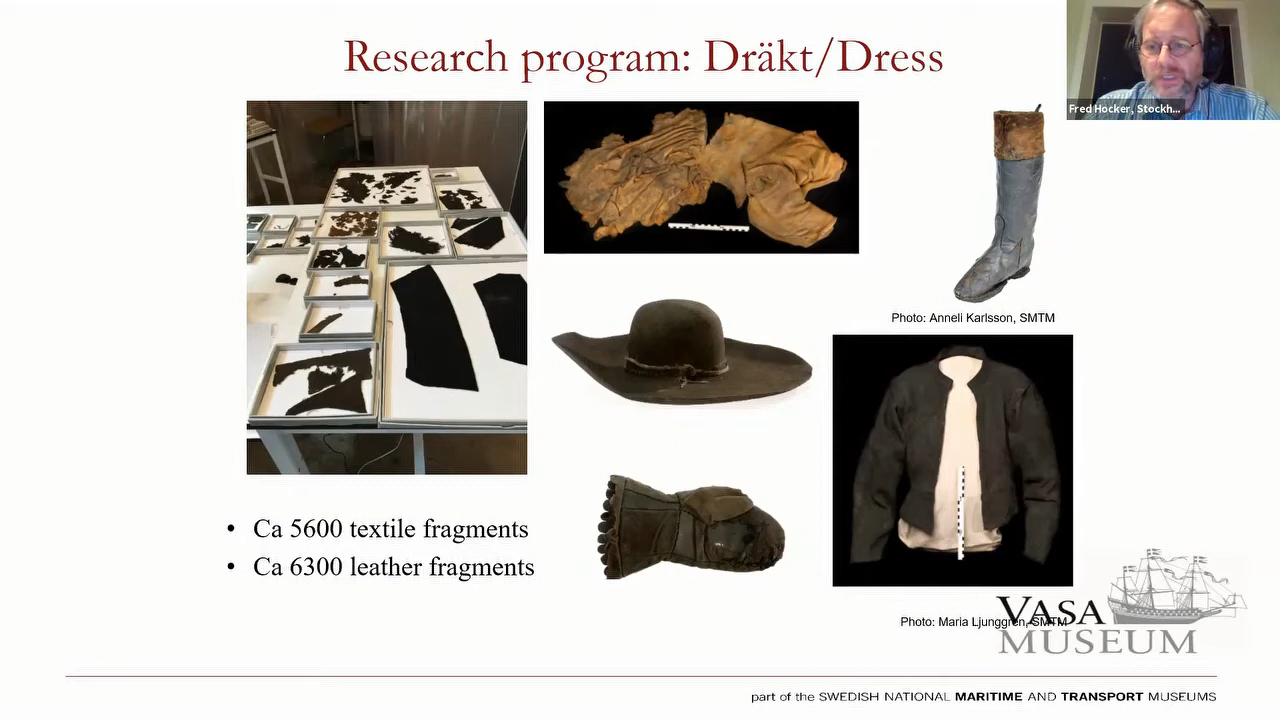 Research program: Dräkt/Dress
Fred Hocker, Stockh...
Photo: Anneli Karlsson, SMTM
• Ca 5600 textile fragments
• Ca 6300 leather fragments
Photo: Maria Ljunggren, SMTM
VASA
MUSEUM
part of the SWEDISH NATIONAL MARITIME AND TRANSPORT MUSEUMS